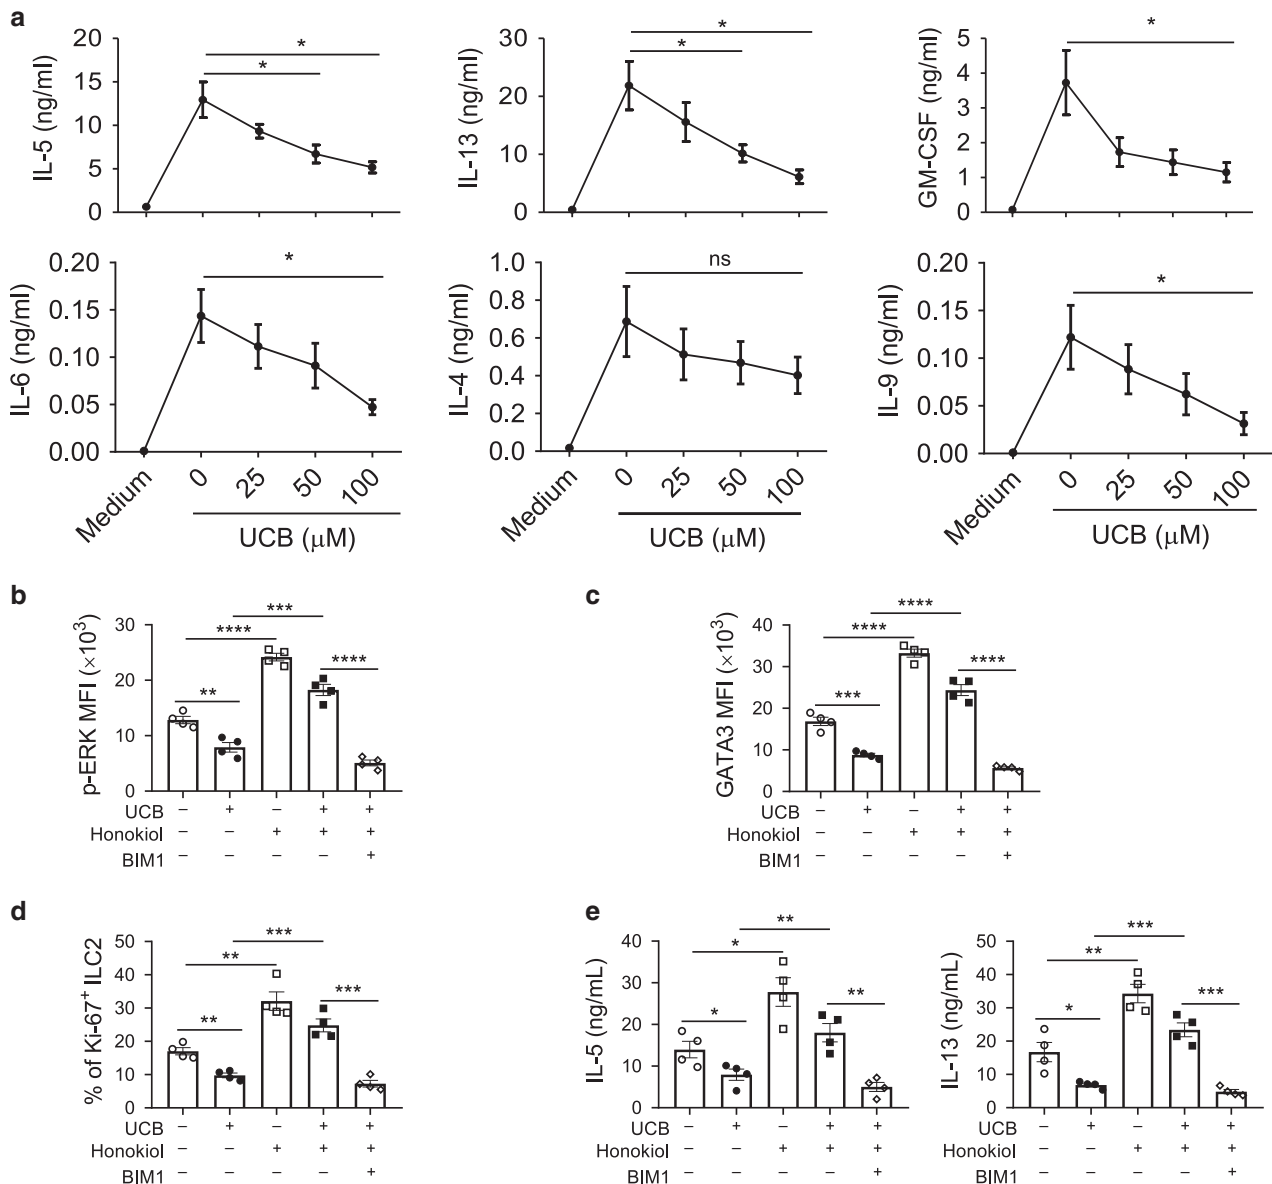 a
20
15
10
5
0
IL-5 (ng/ml)
*
*
30
20
10
0
IL-13 (ng/ml)
*
*
5
4
3
2
1
0
GM-CSF (ng/ml)
*
0.20
0.15
0.10
0.05
0.00
IL-6 (ng/ml)
*
Medium 0 25 50 100
UCB (μM)
1.0
0.8
0.6
0.4
0.2
0.0
IL-4 (ng/ml)
ns
Medium 0 25 50 100
UCB (μM)
0.20
0.15
0.10
0.05
0.00
IL-9 (ng/ml)
*
Medium 0 25 50 100
UCB (μM)
b
30
20
10
0
p-ERK MFI (×10³)
***
****
****
**
UCB – + – + +
Honokiol – – + + +
BIM1 – – – – +
c
40
30
20
10
0
GATA3 MFI (×10³)
****
****
****
***
UCB – + – + +
Honokiol – – + + +
BIM1 – – – – +
d
50
40
30
20
10
0
% of Ki-67⁺ ILC2
***
**
***
**
UCB – + – + +
Honokiol – – + + +
BIM1 – – – – +
e
40
30
20
10
0
IL-5 (ng/mL)
**
*
**
*
UCB – + – + +
Honokiol – – + + +
BIM1 – – – – +
50
40
30
20
10
0
IL-13 (ng/mL)
***
**
***
*
– + – + +
– – + + +
– – – – +